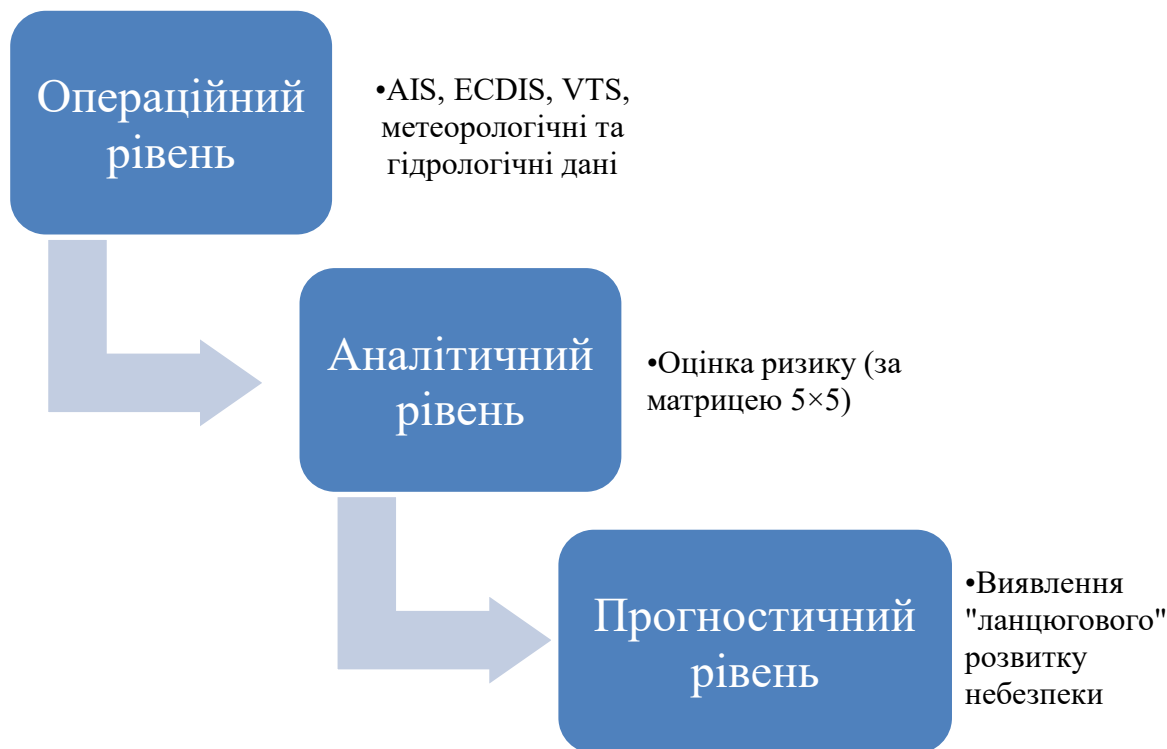 Операційний
рівень
•AIS, ECDIS, VTS,
метеорологічні та
гідрологічні дані
Аналітичний
рівень
•Оцінка ризику (за
матрицею 5×5)
Прогностичний
рівень
•Виявлення
"ланцюгового"
розвитку
небезпеки